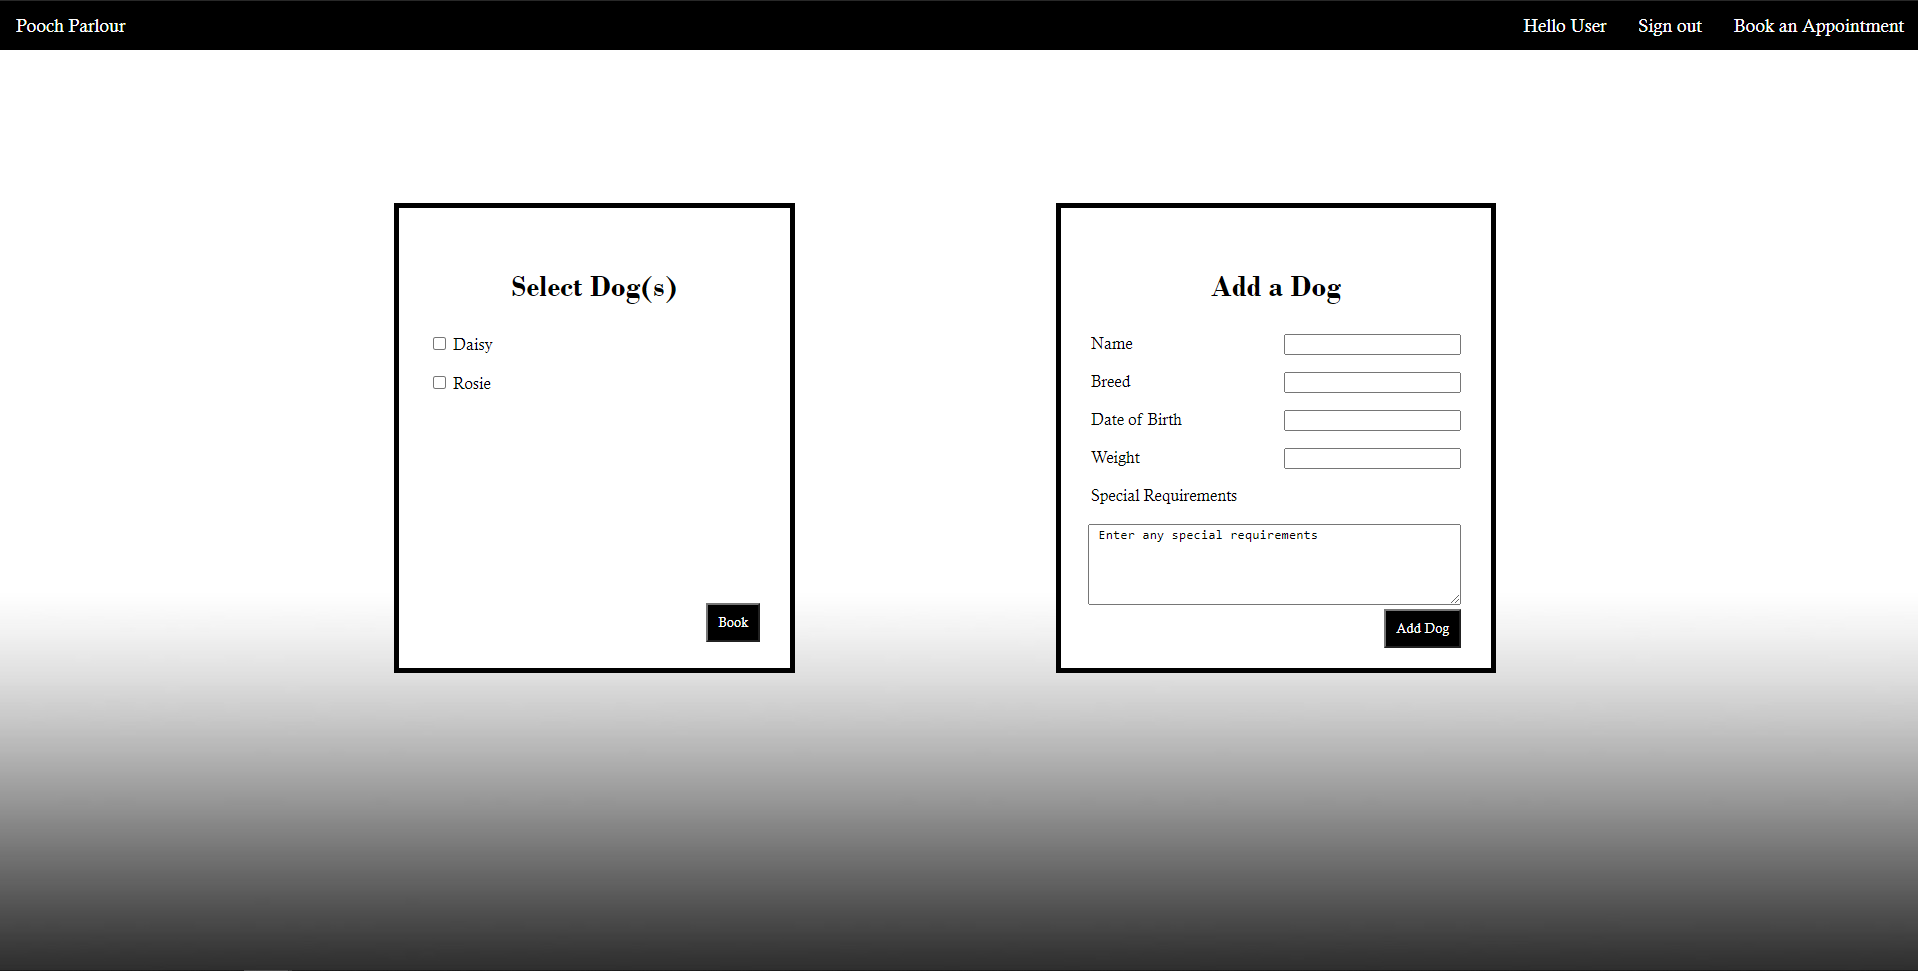 Pooch Parlour
Hello User
Sign out
Book an Appointment
Select Dog(s)
Daisy
Rosie
Book
Add a Dog
Name
Breed
Date of Birth
Weight
Special Requirements
Enter any special requirements
Add Dog